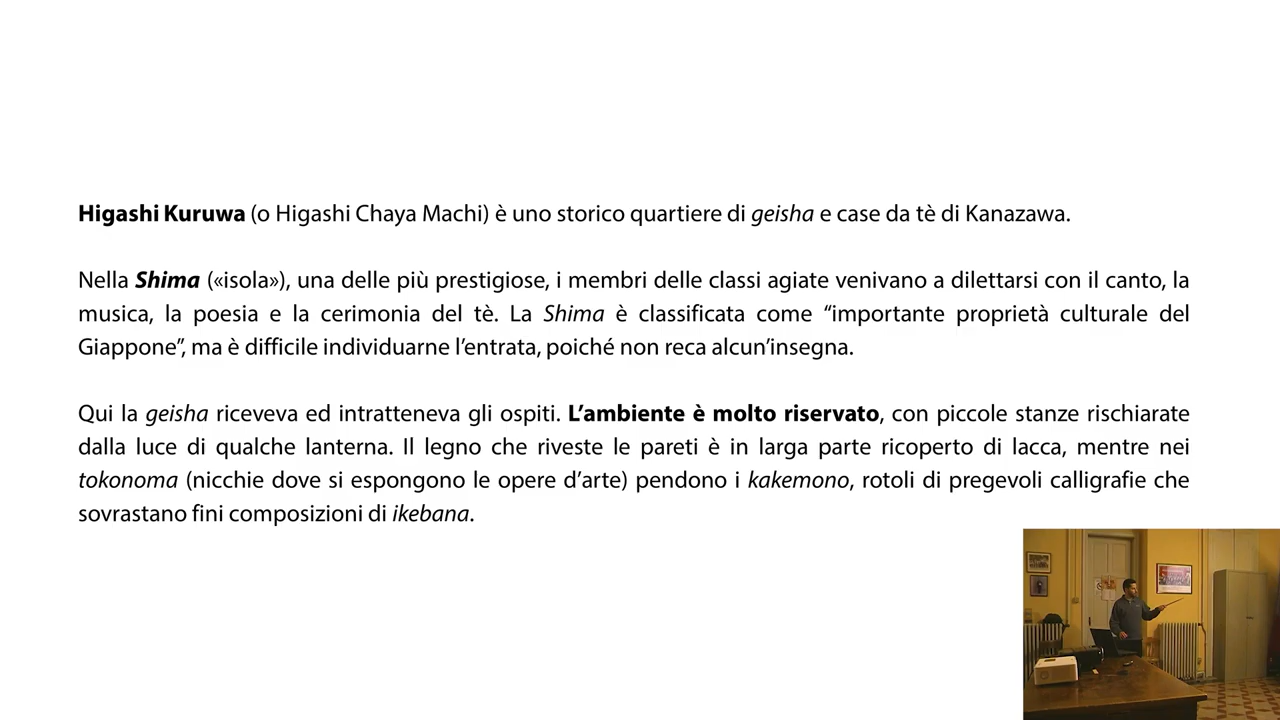 Higashi Kuruwa (o Higashi Chaya Machi) è uno storico quartiere di geisha e case da tè di Kanazawa.
Nella Shima («isola»), una delle più prestigiose, i membri delle classi agiate venivano a dilettarsi con il canto, la
musica, la poesia e la cerimonia del tè. La Shima è classificata come “importante proprietà culturale del
Giappone”, ma è difficile individuarne l’entrata, poiché non reca alcun’insegna.
Qui la geisha riceveva ed intratteneva gli ospiti. L’ambiente è molto riservato, con piccole stanze rischiarate
dalla luce di qualche lanterna. Il legno che riveste le pareti è in larga parte ricoperto di lacca, mentre nei
tokonoma (nicchie dove si espongono le opere d’arte) pendono i kakemono, rotoli di pregevoli calligrafie che
sovrastano fini composizioni di ikebana.